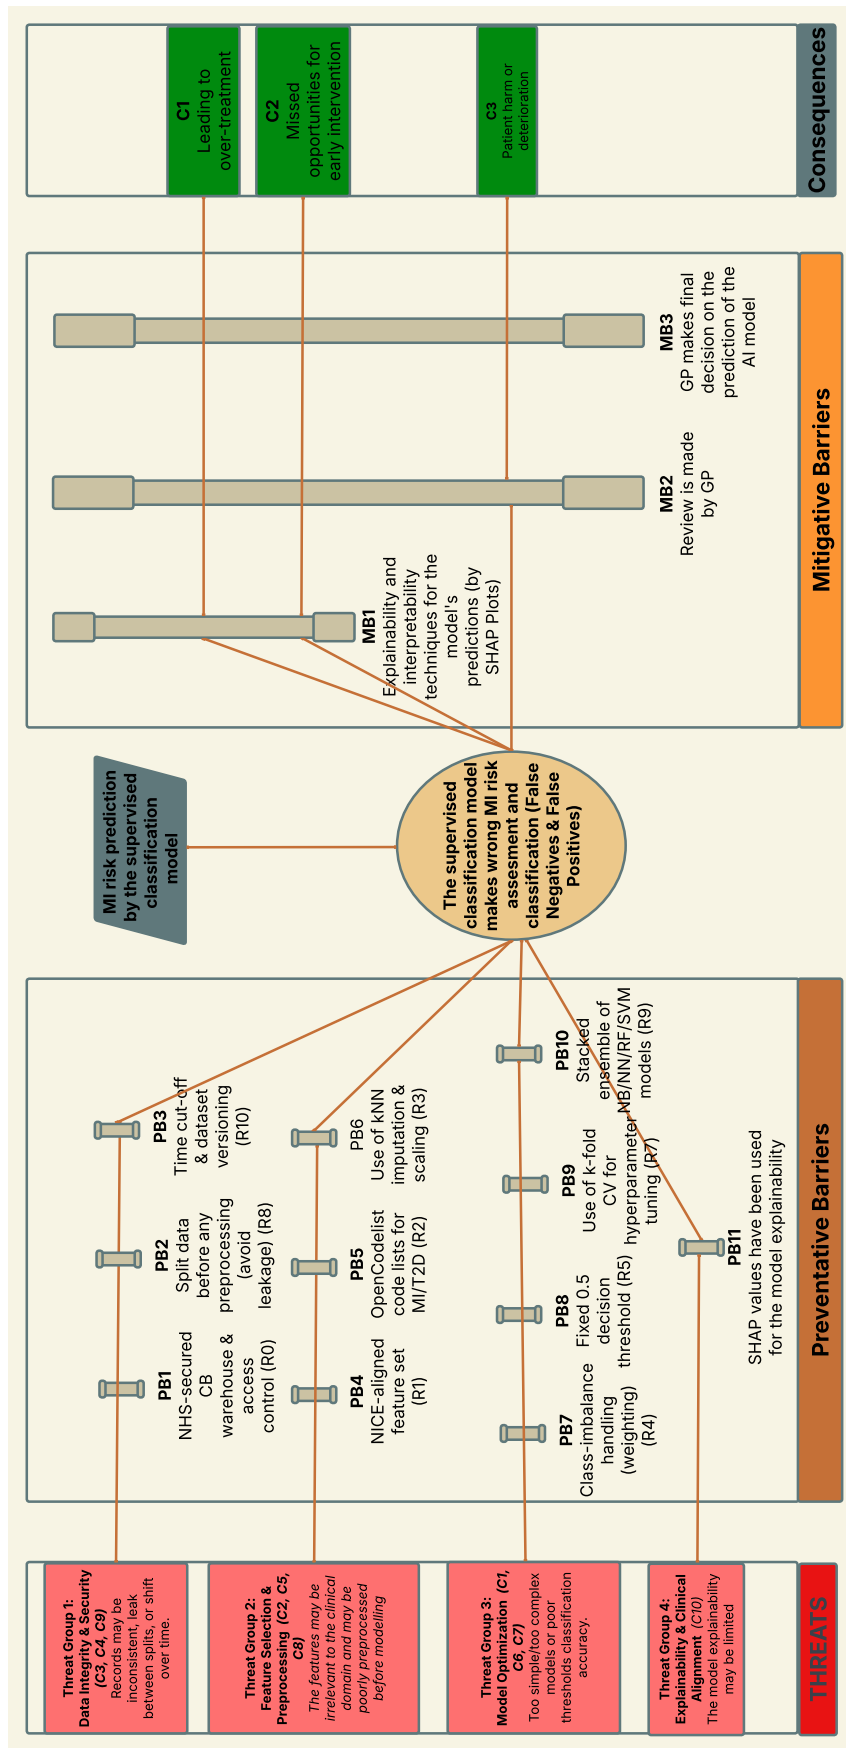 THREATS
Threat Group 1:
Data Integrity & Security
(C3, C4, C9)
Records may be
inconsistent, leak
between splits, or shift
over time.
Threat Group 2:
Feature Selection &
Preprocessing (C2, C5,
C8)
The features may be
irrelevant to the clinical
domain and may be
poorly preprocessed
before modelling
Threat Group 3:
Model Optimization (C1,
C6, C7)
Too simple/too complex
models or poor
thresholds classification
accuracy.
Threat Group 4:
Explainability & Clinical
Alignment (C10)
The model explainability
may be limited
Preventative Barriers
PB1
NHS-secured
CB
warehouse &
access
control (R0)
PB2
Split data
before any
preprocessing
(avoid
leakage) (R8)
PB3
Time cut-off
& dataset
versioning
(R10)
PB4
NICE-aligned
feature set
(R1)
PB5
OpenCodelist
code lists for
MI/T2D (R2)
PB6
Use of kNN
imputation &
scaling (R3)
PB7
Class-imbalance
handling
(weighting)
(R4)
PB8
Fixed 0.5
decision
threshold (R5)
PB9
Use of k-fold
CV for
hyperparameter
tuning (R7)
PB10
Stacked
ensemble of
NB/NN/RF/SVM
models (R9)
PB11
SHAP values have been used
for the model explainability
MI risk prediction
by the supervised
classification
model
The supervised
classification model
makes wrong MI risk
assesment and
classification (False
Negatives & False
Positives)
Mitigative Barriers
MB1
Explainability and
interpretability
techniques for the
model's
predictions (by
SHAP Plots)
MB2
Review is made
by GP
MB3
GP makes final
decision on the
prediction of the
AI model
Consequences
C1
Leading to
over-treatment
C2
Missed
opportunities for
early intervention
C3
Patient harm or
deterioration